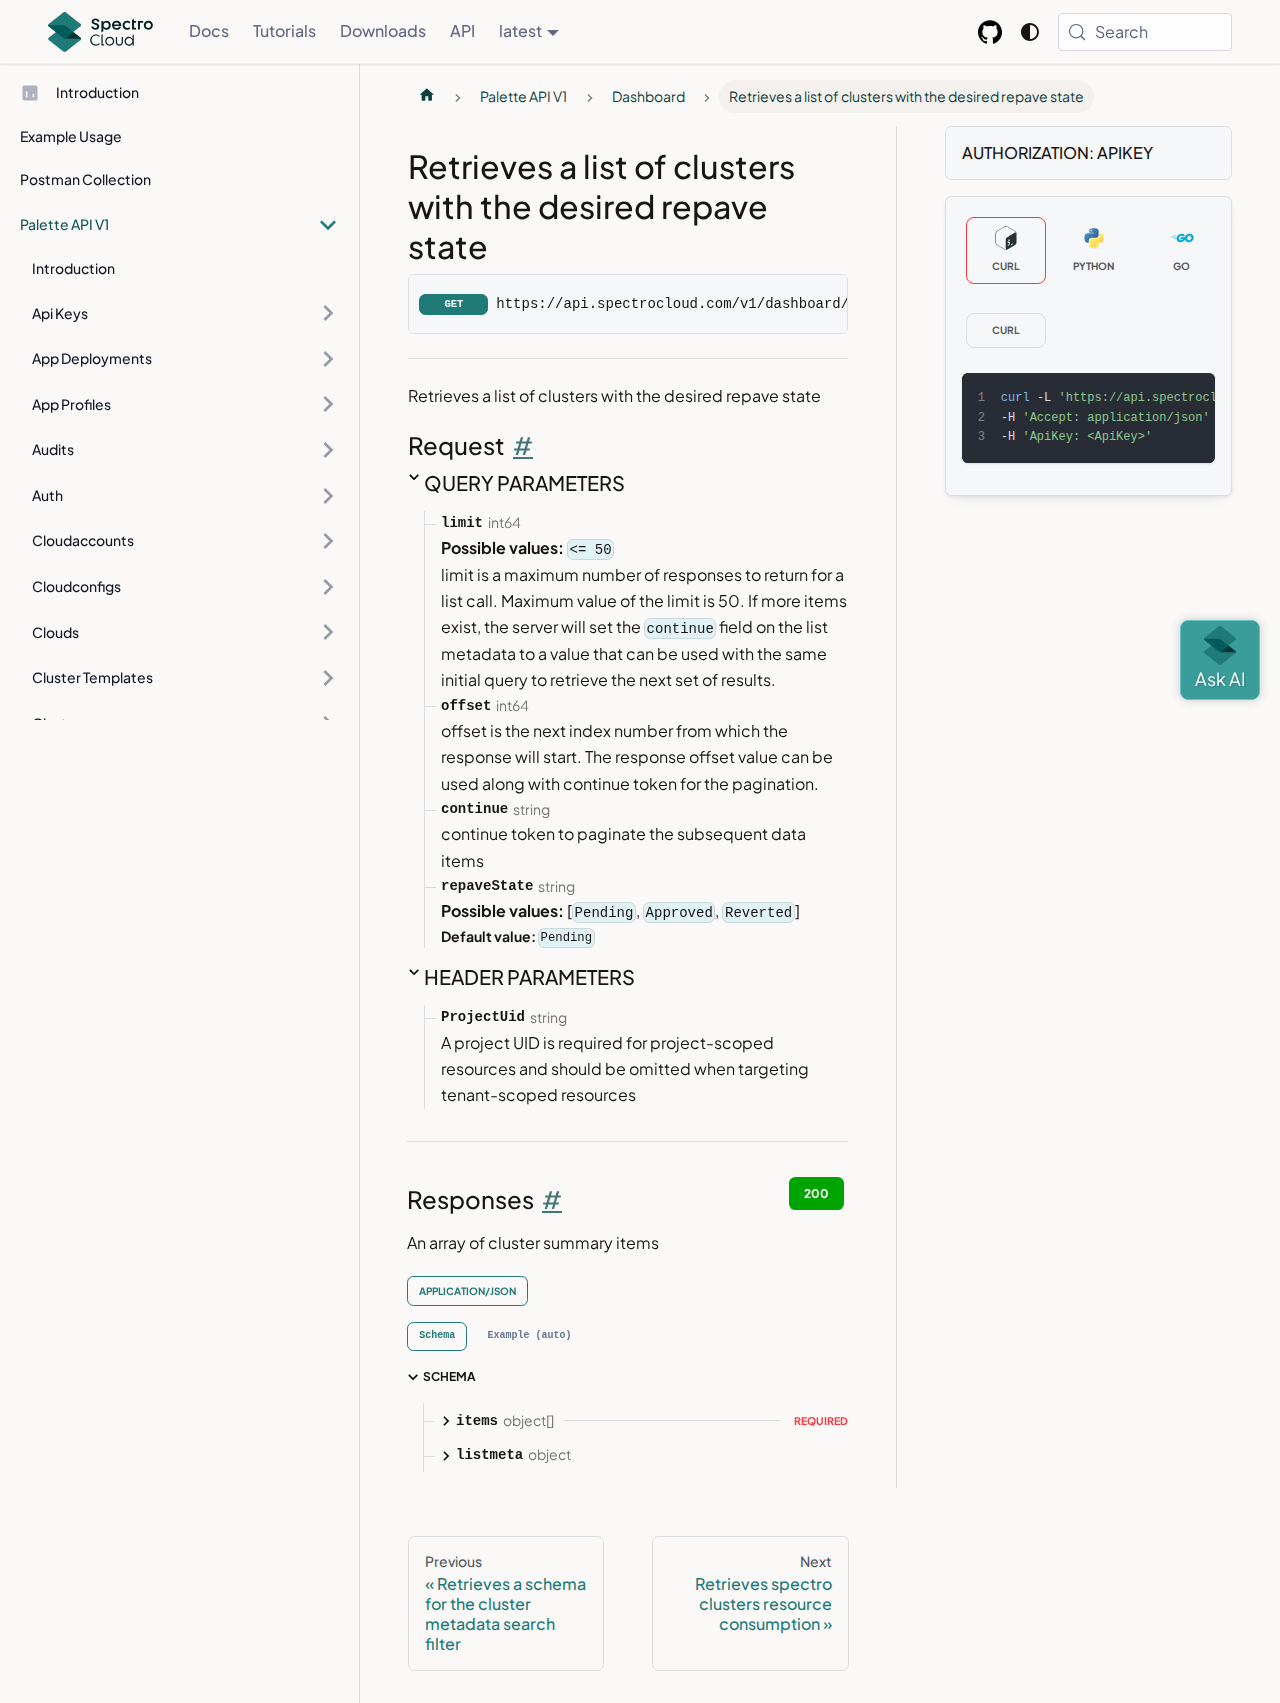 Spectro
Cloud
Docs
Tutorials
Downloads
API
latest
Search
Introduction
Example Usage
Postman Collection
Palette API V1
Introduction
Api Keys
App Deployments
App Profiles
Audits
Auth
Cloudaccounts
Cloudconfigs
Clouds
Cluster Templates
Palette API V1
Dashboard
Retrieves a list of clusters with the desired repave state
Retrieves a list of clusters
with the desired repave
state
GET https://api.spectrocloud.com/v1/dashboard/
Retrieves a list of clusters with the desired repave state
Request #
QUERY PARAMETERS
limit int64
Possible values: <= 50
limit is a maximum number of responses to return for a
list call. Maximum value of the limit is 50. If more items
exist, the server will set the continue field on the list
metadata to a value that can be used with the same
initial query to retrieve the next set of results.
offset int64
offset is the next index number from which the
response will start. The response offset value can be
used along with continue token for the pagination.
continue string
continue token to paginate the subsequent data
items
repaveState string
Possible values: [Pending, Approved, Reverted]
Default value: Pending
HEADER PARAMETERS
ProjectUid string
A project UID is required for project-scoped
resources and should be omitted when targeting
tenant-scoped resources
Responses #
200
An array of cluster summary items
APPLICATION/JSON
Schema
Example (auto)
SCHEMA
items object[]
REQUIRED
listmeta object
Previous
« Retrieves a schema
for the cluster
metadata search
filter
Next
Retrieves spectro
clusters resource
consumption »
AUTHORIZATION: APIKEY
CURL
PYTHON
GO
CURL
1 curl -L 'https://api.spectrocl
2 -H 'Accept: application/json'
3 -H 'ApiKey: <ApiKey>'
Ask AI